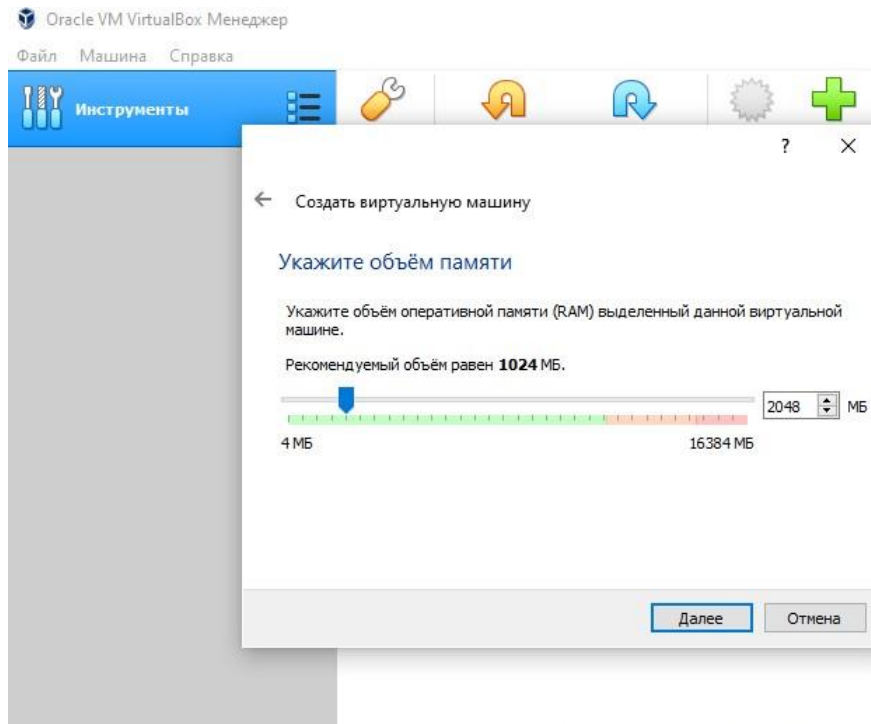 Oracle VM VirtualBox Менеджер
Файл Машина Справка
Инструменты
?
Создать виртуальную машину
Укажите объём памяти
Укажите объём оперативной памяти (RAM) выделенный данной виртуальной
машине.
Рекомендуемый объём равен 1024 МБ.
2048 МБ
4 МБ 16384 МБ
Далее Отмена